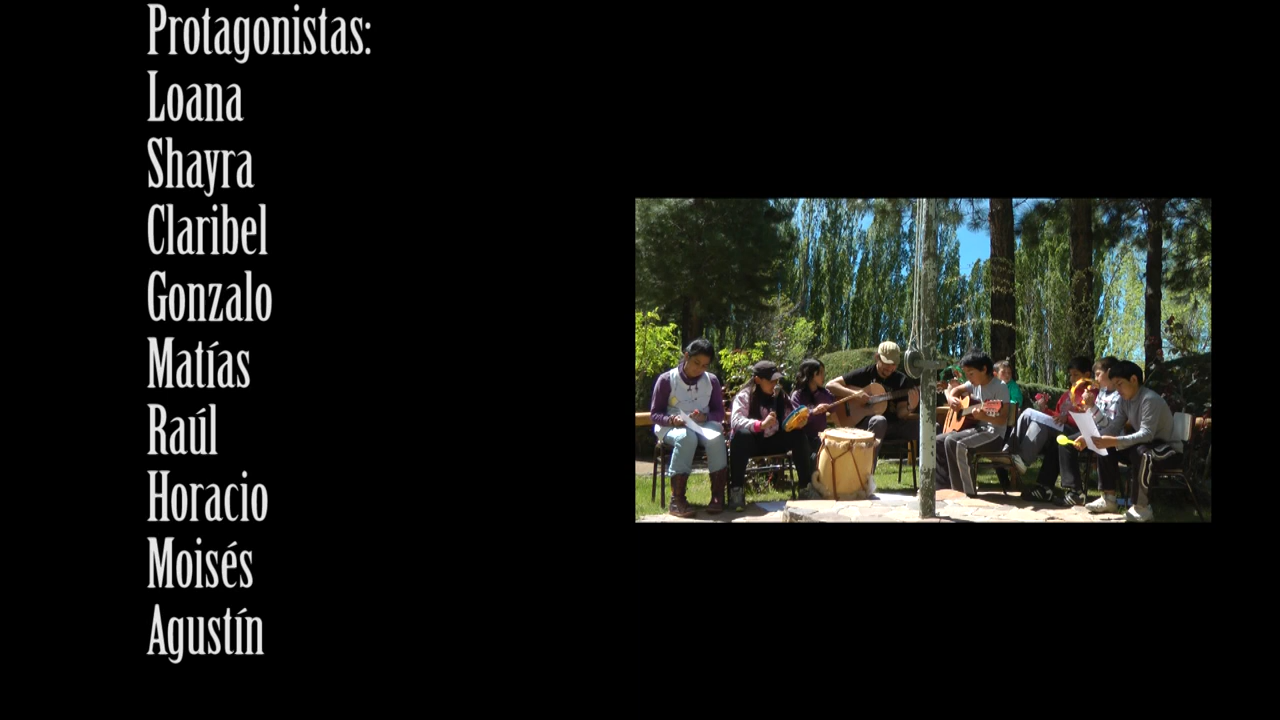 Protagonistas:
Loana
Shayra
Claribel
Gonzalo
Matías
Raúl
Horacio
Moisés
Agustín